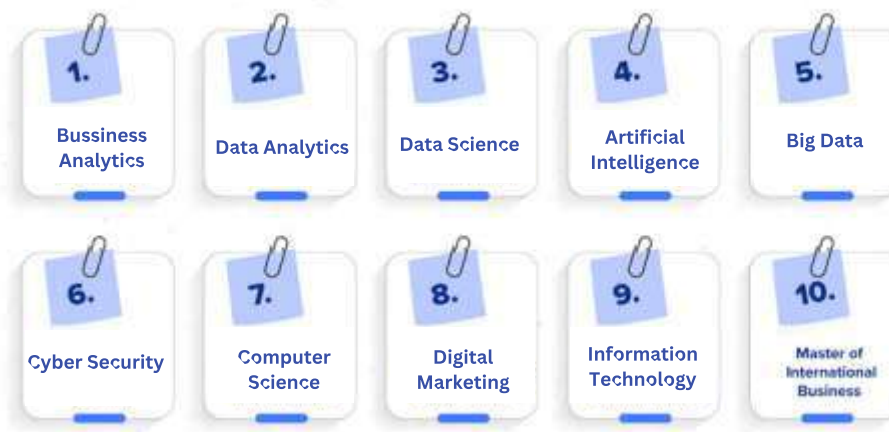 1.
Bussiness
Analytics
2.
Data Analytics
3.
Data Science
4.
Artificial
Intelligence
5.
Big Data
6.
Cyber Security
7.
Computer
Science
8.
Digital
Marketing
9.
Information
Technology
10.
Master of
International
Business